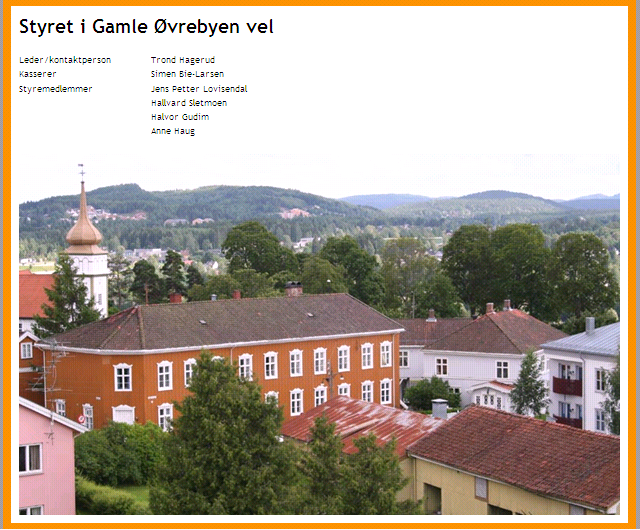 Styret i Gamle Øvrebyen vel
Leder/kontaktperson Trond Hagerud
Kasserer Simen Bie-Larsen
Styremedlemmer Jens Petter Lovisendal
Hallvard Sletmoen
Halvor Gudim
Anne Haug